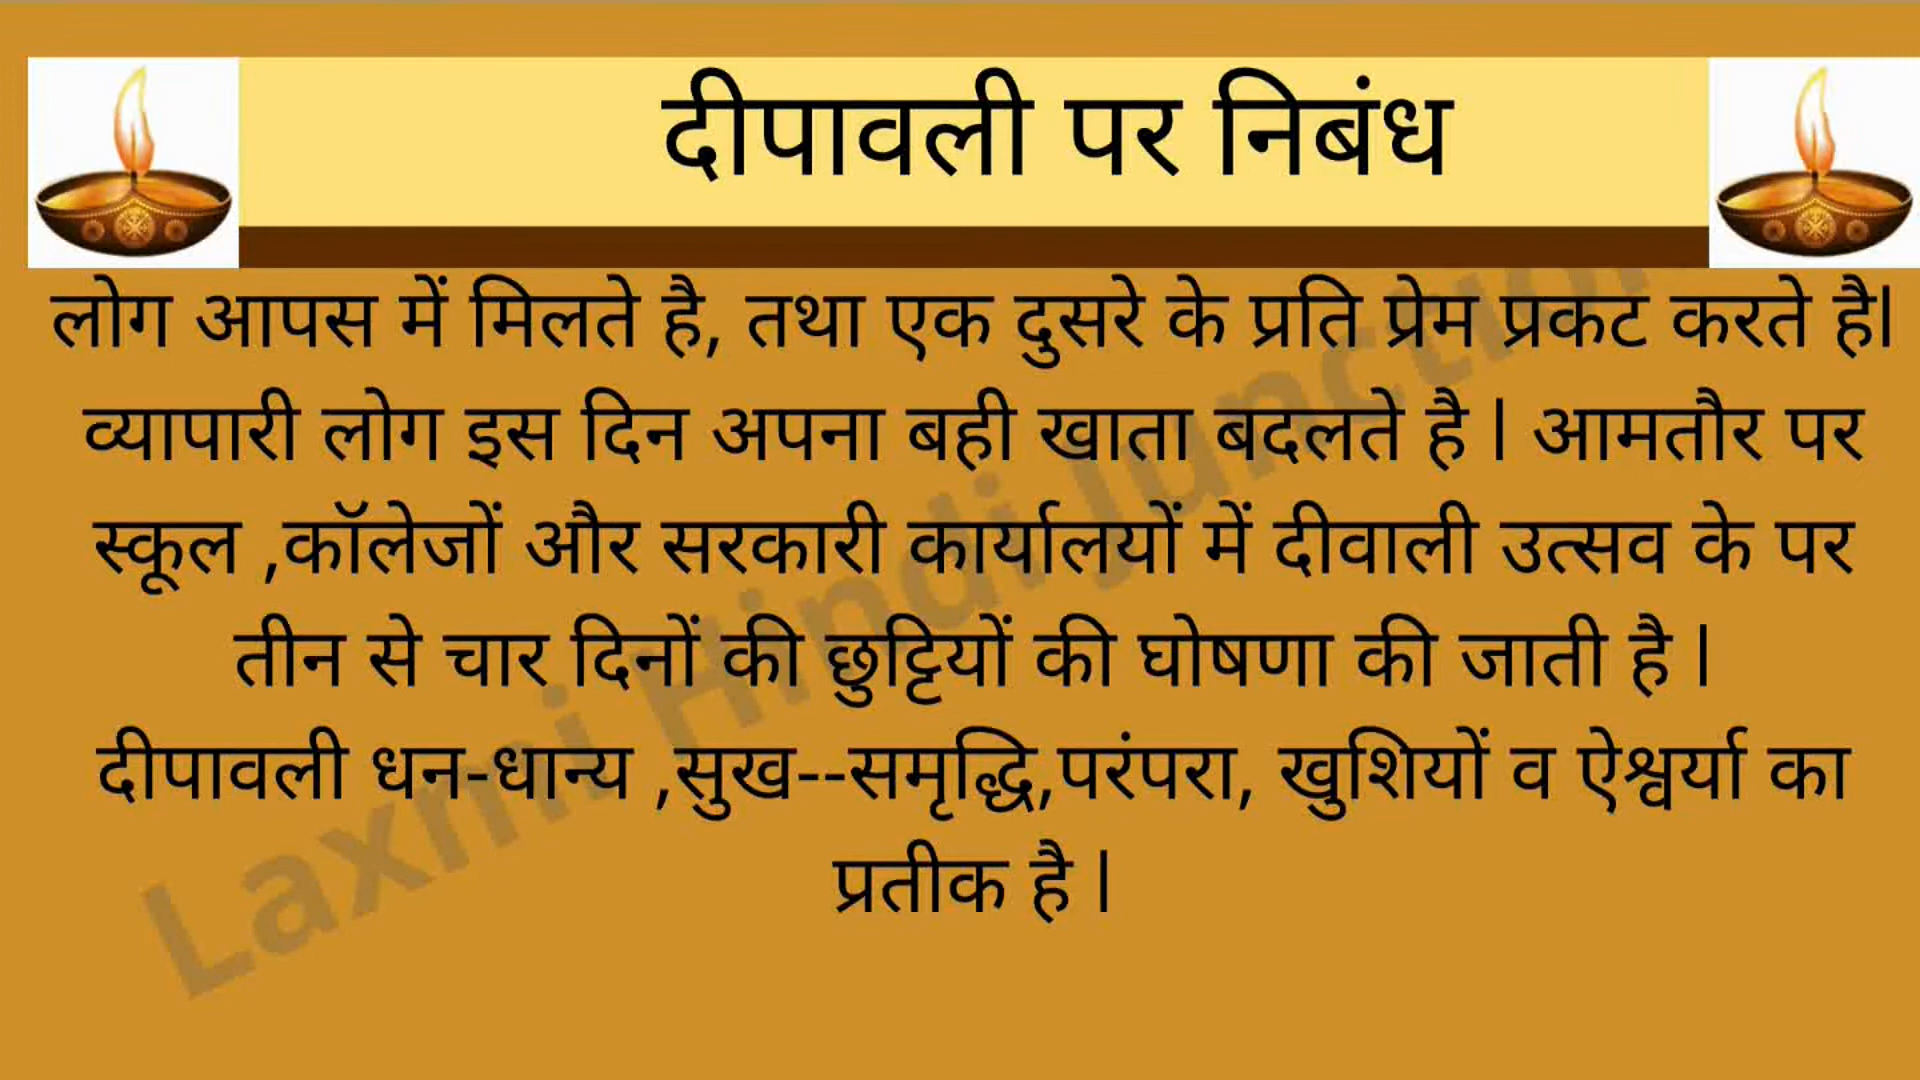 दीपावली पर निबंध
लोग आपस में मिलते है, तथा एक दुसरे के प्रति प्रेम प्रकट करते है।
व्यापारी लोग इस दिन अपना बही खाता बदलते है । आमतौर पर
स्कूल ,कॉलेजों और सरकारी कार्यालयों में दीवाली उत्सव के पर
तीन से चार दिनों की छुट्टियों की घोषणा की जाती है ।
दीपावली धन-धान्य ,सुख--समृद्धि,परंपरा, खुशियों व ऐश्वर्या का
प्रतीक है ।
Laxmi Hindi Junction